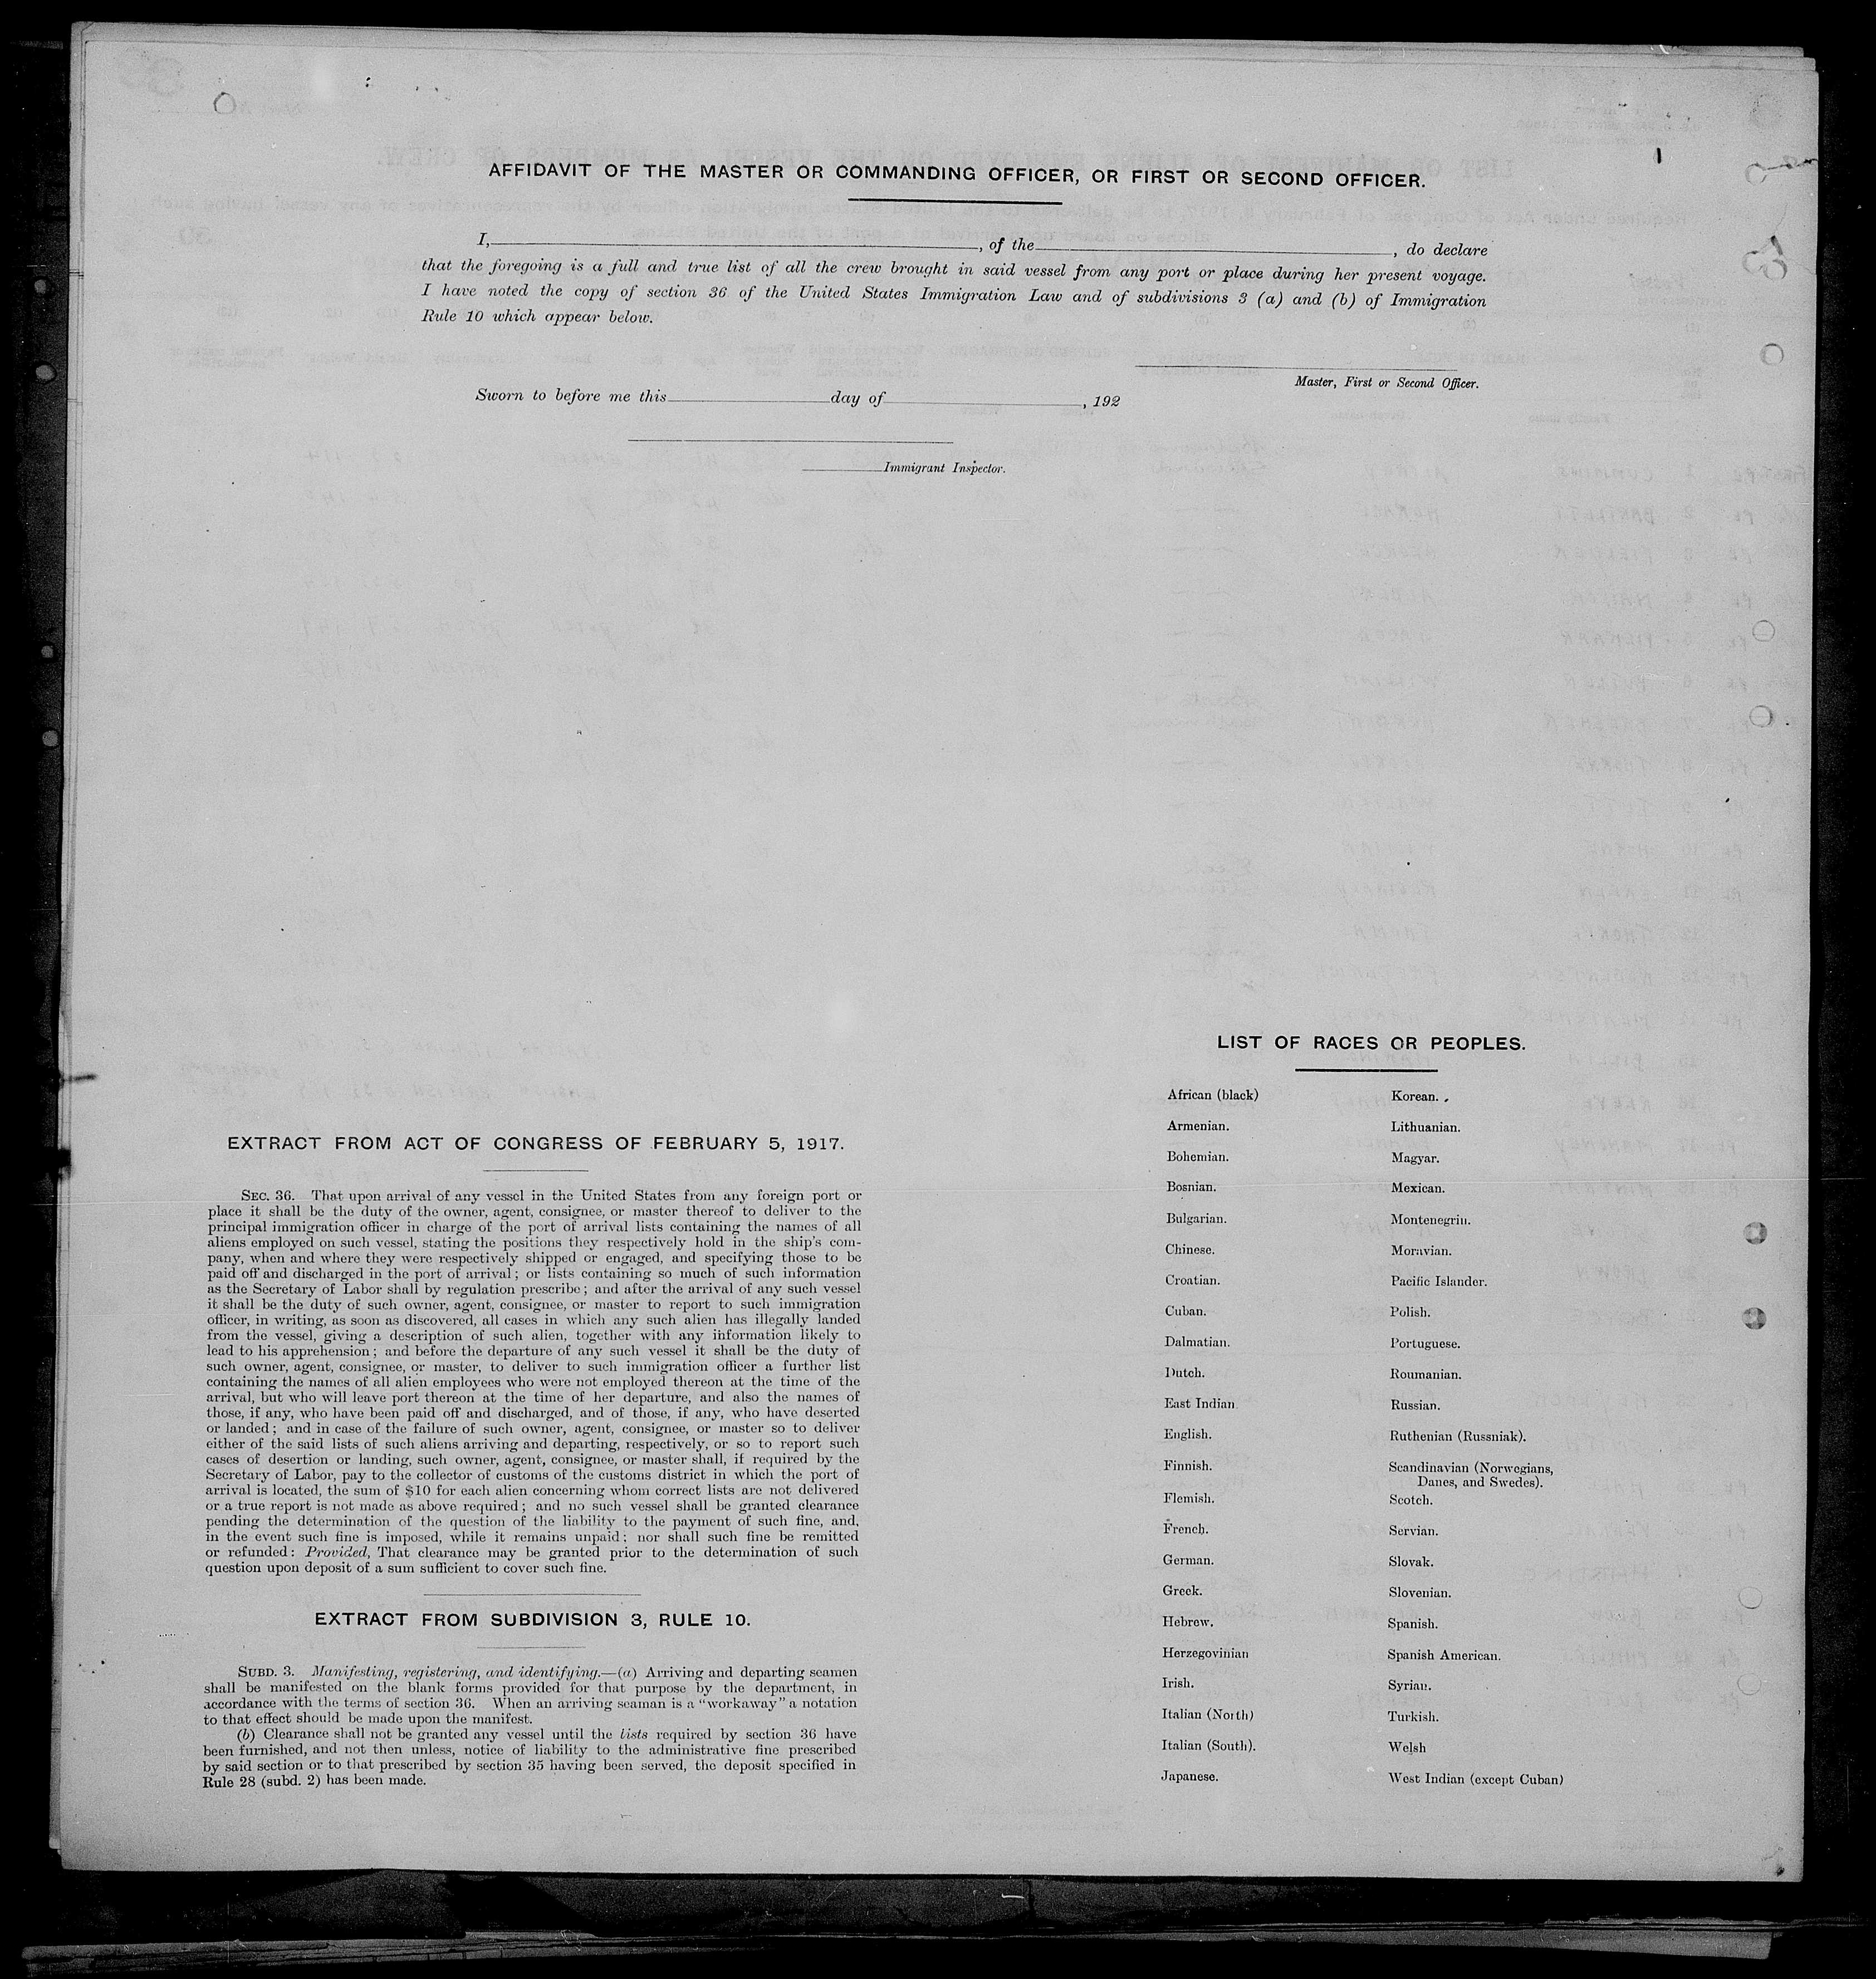 AFFIDAVIT OF THE MASTER OR COMMANDING OFFICER, OR FIRST OR SECOND OFFICER.
I, , of the , do declare
that the foregoing is a full and true list of all the crew brought in said vessel from any port or place during her present voyage.
I have noted the copy of section 36 of the United States Immigration Law and of subdivisions 3 (a) and (b) of Immigration
Rule 10 which appear below.
Master, First or Second Officer.
Sworn to before me this day of , 192
Immigrant Inspector.
EXTRACT FROM ACT OF CONGRESS OF FEBRUARY 5, 1917.
SEC. 36. That upon arrival of any vessel in the United States from any foreign port or
place it shall be the duty of the owner, agent, consignee, or master thereof to deliver to the
principal immigration officer in charge of the port of arrival lists containing the names of all
aliens employed on such vessel, stating the positions they respectively hold in the ship's com-
pany, when and where they were respectively shipped or engaged, and specifying those to be
paid off and discharged in the port of arrival; or lists containing so much of such information
as the Secretary of Labor shall by regulation prescribe; and after the arrival of any such vessel
it shall be the duty of such owner, agent, consignee, or master to report to such immigration
officer, in writing, as soon as discovered, all cases in which any such alien has illegally landed
from the vessel, giving a description of such alien, together with any information likely to
lead to his apprehension; and before the departure of any such vessel it shall be the duty of
such owner, agent, consignee, or master, to deliver to such immigration officer a further list
containing the names of all alien employees who were not employed thereon at the time of the
arrival, but who will leave port thereon at the time of her departure, and also the names of
those, if any, who have been paid off and discharged, and of those, if any, who have deserted
or landed; and in case of the failure of such owner, agent, consignee, or master so to deliver
either of the said lists of such aliens arriving and departing, respectively, or so to report such
cases of desertion or landing, such owner, agent, consignee, or master shall, if required by the
Secretary of Labor, pay to the collector of customs of the customs district in which the port of
arrival is located, the sum of $10 for each alien concerning whom correct lists are not delivered
or a true report is not made as above required; and no such vessel shall be granted clearance
pending the determination of the question of the liability to the payment of such fine, and,
in the event such fine is imposed, while it remains unpaid; nor shall such fine be remitted
or refunded: Provided, That clearance may be granted prior to the determination of such
question upon deposit of a sum sufficient to cover such fine.
EXTRACT FROM SUBDIVISION 3, RULE 10.
SUBD. 3. Manifesting, registering, and identifying.—(a) Arriving and departing seamen
shall be manifested on the blank forms provided for that purpose by the department, in
accordance with the terms of section 36. When an arriving seaman is a "workaway" a notation
to that effect should be made upon the manifest.
(b) Clearance shall not be granted any vessel until the lists required by section 36 have
been furnished, and not then unless, notice of liability to the administrative fine prescribed
by said section or to that prescribed by section 35 having been served, the deposit specified in
Rule 28 (subd. 2) has been made.
LIST OF RACES OR PEOPLES.
African (black)
Armenian.
Bohemian.
Bosnian.
Bulgarian.
Chinese.
Croatian.
Cuban.
Dalmatian.
Dutch.
East Indian
English.
Finnish.
Flemish.
French.
German.
Greek.
Hebrew.
Herzegovinian
Irish.
Italian (North)
Italian (South).
Japanese.
Korean.
Lithuanian.
Magyar.
Mexican.
Montenegrin.
Moravian.
Pacific Islander.
Polish.
Portuguese.
Roumanian.
Russian.
Ruthenian (Russniak).
Scandinavian (Norwegians,
Danes, and Swedes).
Scotch.
Servian.
Slovak.
Slovenian.
Spanish.
Spanish American.
Syrian.
Turkish.
Welsh
West Indian (except Cuban)